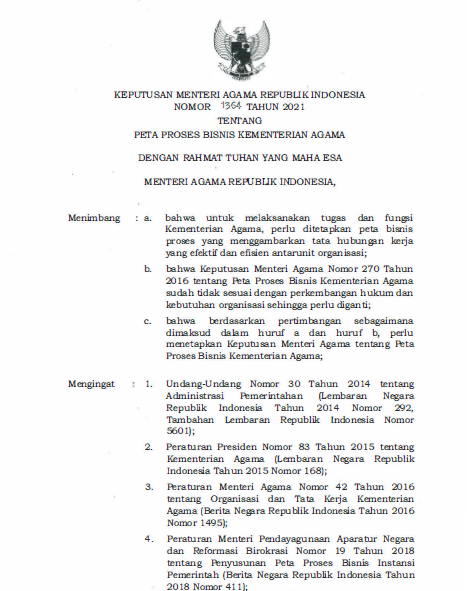 KEPUTUSAN MENTERI AGAMA REPUBLIK INDONESIA
NOMOR 1364 TAHUN 2021
TENTANG
PETA PROSES BISNIS KEMENTERIAN AGAMA
DENGAN RAHMAT TUHAN YANG MAHA ESA
MENTERI AGAMA REPUBLIK INDONESIA,
Menimbang : a. bahwa untuk melaksanakan tugas dan fungsi
Kementerian Agama, perlu ditetapkan peta bisnis
proses yang menggambarkan tata hubungan kerja
yang efektif dan efisien antarunit organisasi;
b. bahwa Keputusan Menteri Agama Nomor 270 Tahun
2016 tentang Peta Proses Bisnis Kementerian Agama
sudah tidak sesuai dengan perkembangan hukum dan
kebutuhan organisasi sehingga perlu diganti;
c. bahwa berdasarkan pertimbangan sebagaimana
dimaksud dalam huruf a dan huruf b, perlu
menetapkan Keputusan Menteri Agama tentang Peta
Proses Bisnis Kementerian Agama;
Mengingat : 1. Undang-Undang Nomor 30 Tahun 2014 tentang
Administrasi Pemerintahan (Lembaran Negara
Republik Indonesia Tahun 2014 Nomor 292,
Tambahan Lembaran Republik Indonesia Nomor
5601);
2. Peraturan Presiden Nomor 83 Tahun 2015 tentang
Kementerian Agama (Lembaran Negara Republik
Indonesia Tahun 2015 Nomor 168);
3. Peraturan Menteri Agama Nomor 42 Tahun 2016
tentang Organisasi dan Tata Kerja Kementerian
Agama (Berita Negara Republik Indonesia Tahun 2016
Nomor 1495);
4. Peraturan Menteri Pendayagunaan Aparatur Negara
dan Reformasi Birokrasi Nomor 19 Tahun 2018
tentang Penyusunan Peta Proses Bisnis Instansi
Pemerintah (Berita Negara Republik Indonesia Tahun
2018 Nomor 411);